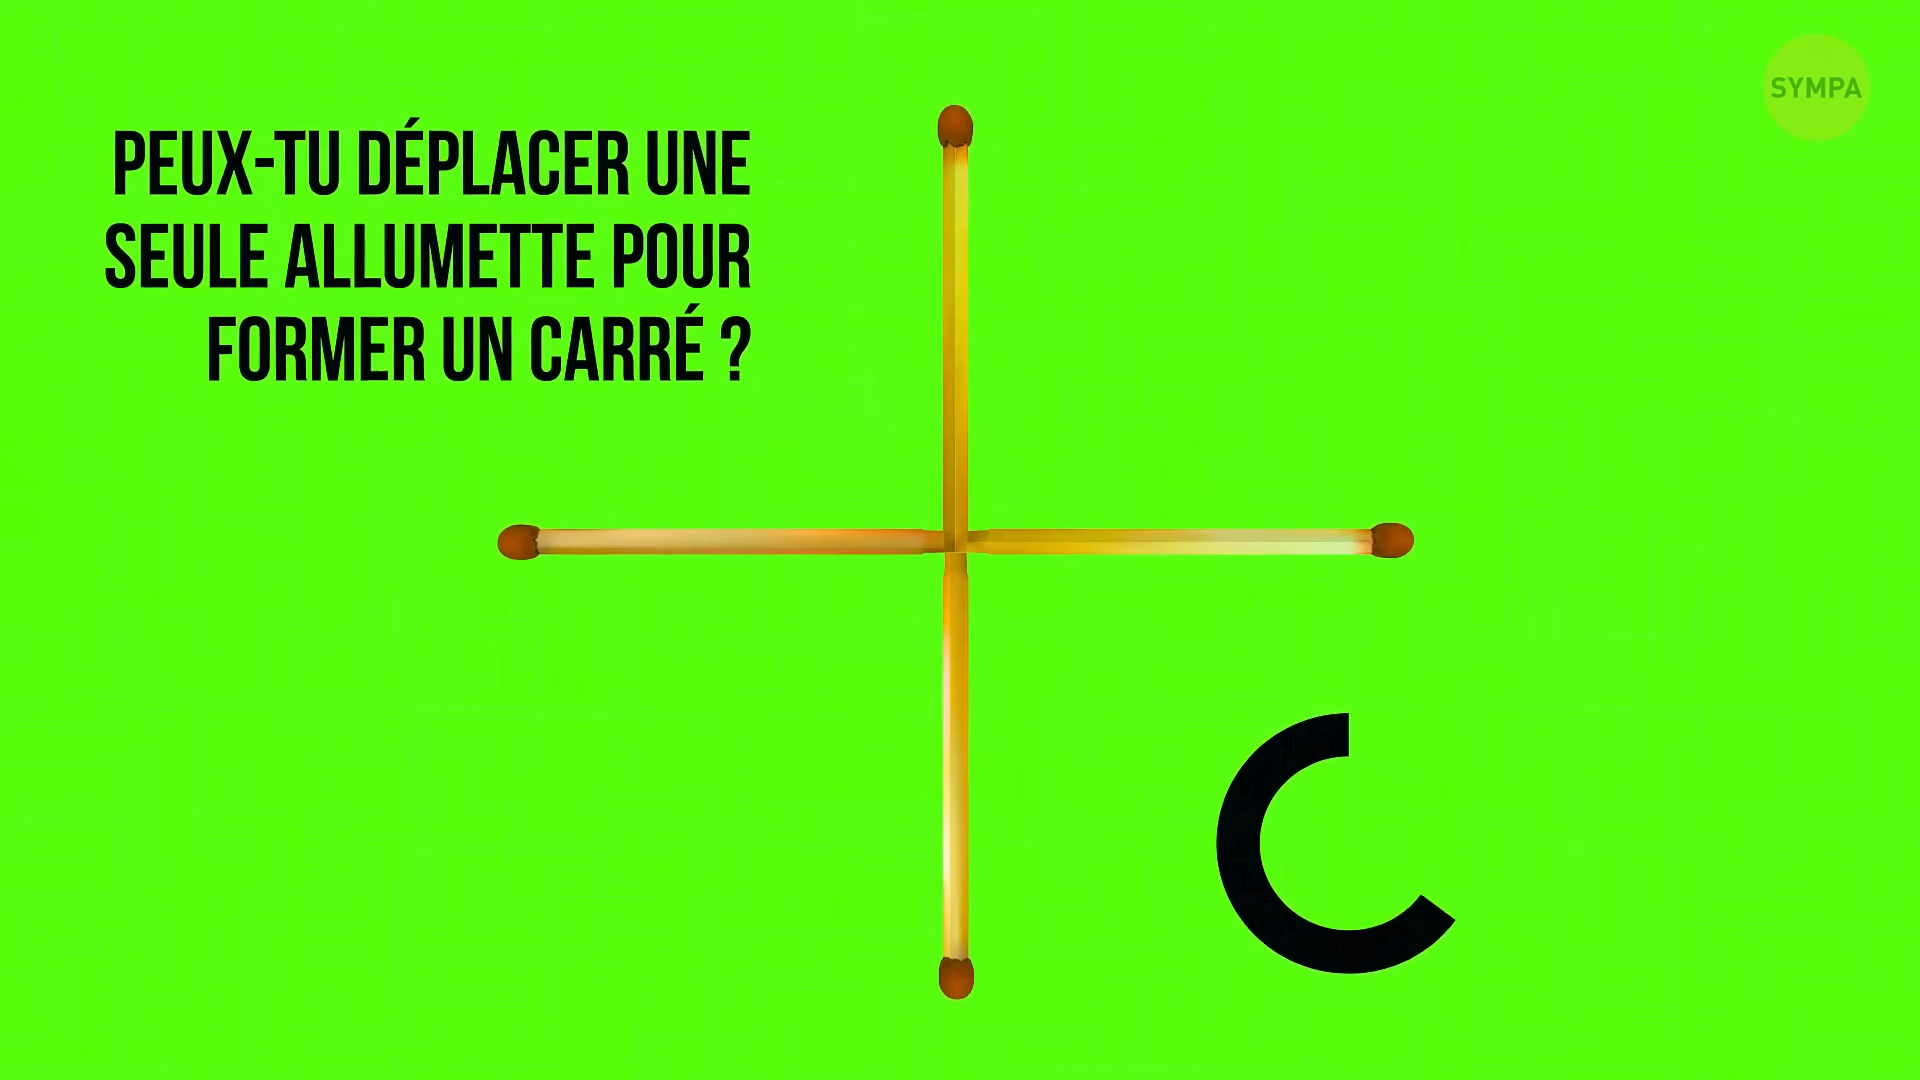 PEUX-TU DÉPLACER UNE
SEULE ALLUMETTE POUR
FORMER UN CARRÉ ?
SYMPA